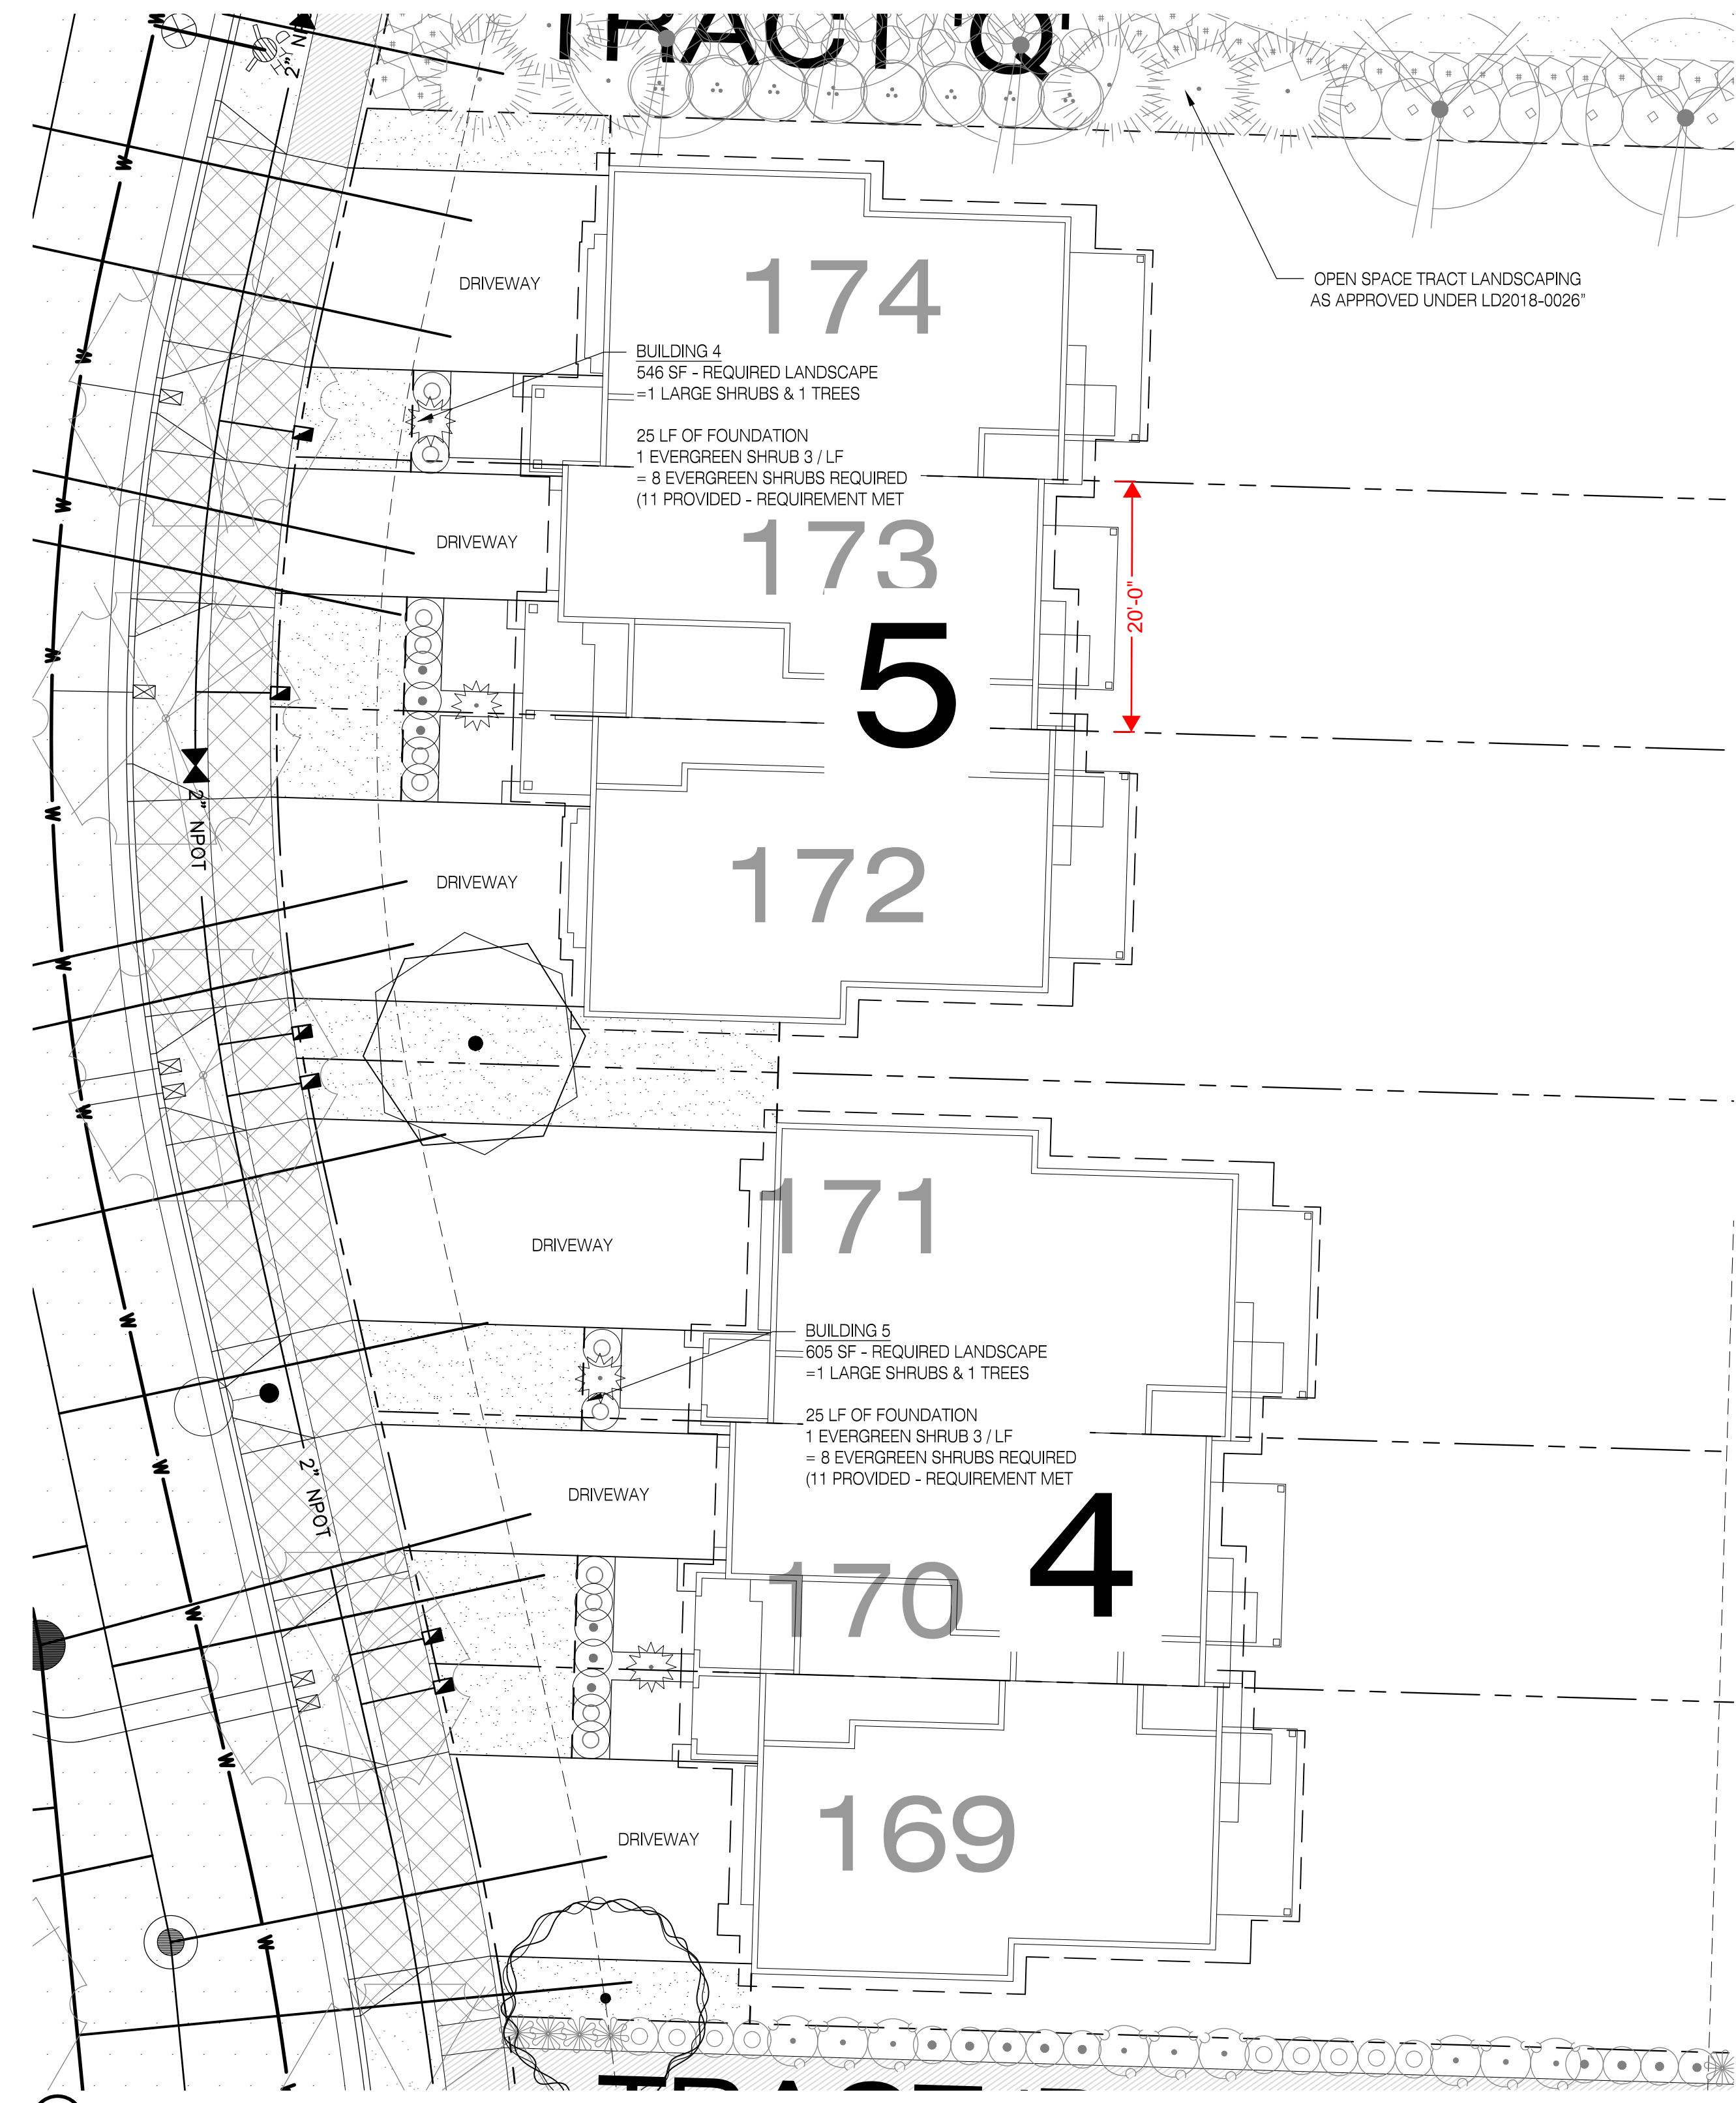 TRACT 'Q'
2" N
HYD
DRIVEWAY
174
OPEN SPACE TRACT LANDSCAPING
AS APPROVED UNDER LD2018-0026"
BUILDING 4
546 SF - REQUIRED LANDSCAPE
=1 LARGE SHRUBS & 1 TREES
25 LF OF FOUNDATION
1 EVERGREEN SHRUB 3 / LF
= 8 EVERGREEN SHRUBS REQUIRED
(11 PROVIDED - REQUIREMENT MET
DRIVEWAY
173
20'-0"
5
2" NPOT
DRIVEWAY
172
171
DRIVEWAY
BUILDING 5
605 SF - REQUIRED LANDSCAPE
=1 LARGE SHRUBS & 1 TREES
25 LF OF FOUNDATION
1 EVERGREEN SHRUB 3 / LF
= 8 EVERGREEN SHRUBS REQUIRED
(11 PROVIDED - REQUIREMENT MET
DRIVEWAY
2" NPOT
4
170
169
DRIVEWAY
TRACT
W
W
W
W
W
W
W
W
W
W
W
W
W
W